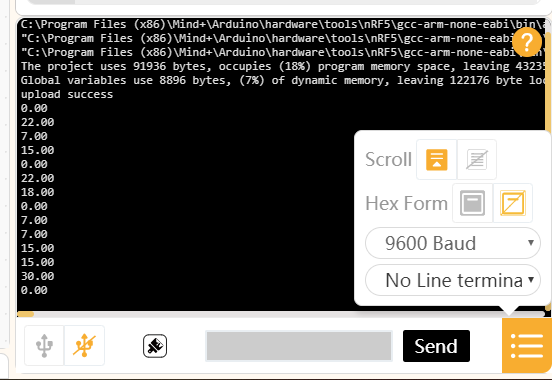 C:\Program Files (x86)\Mind+\Arduino\hardware\tools\nRF5\gcc-arm-none-eabi\bin\a
"C:\Program Files (x86)\Mind+\Arduino\hardware\tools\nRF5\gcc-arm-none-eabi
"C:\Program Files (x86)\Mind+\Arduino\hardware\tools\nRF5\gcc-arm-none-eabi
The project uses 91936 bytes, occupies (18%) program memory space, leaving 4323
Global variables use 8896 bytes, (7%) of dynamic memory, leaving 122176 byte lo
upload success
0.00
22.00
7.00
15.00
0.00
22.00
18.00
0.00
7.00
7.00
15.00
15.00
30.00
0.00
?
Scroll
Hex Form
9600 Baud
No Line termina
Send